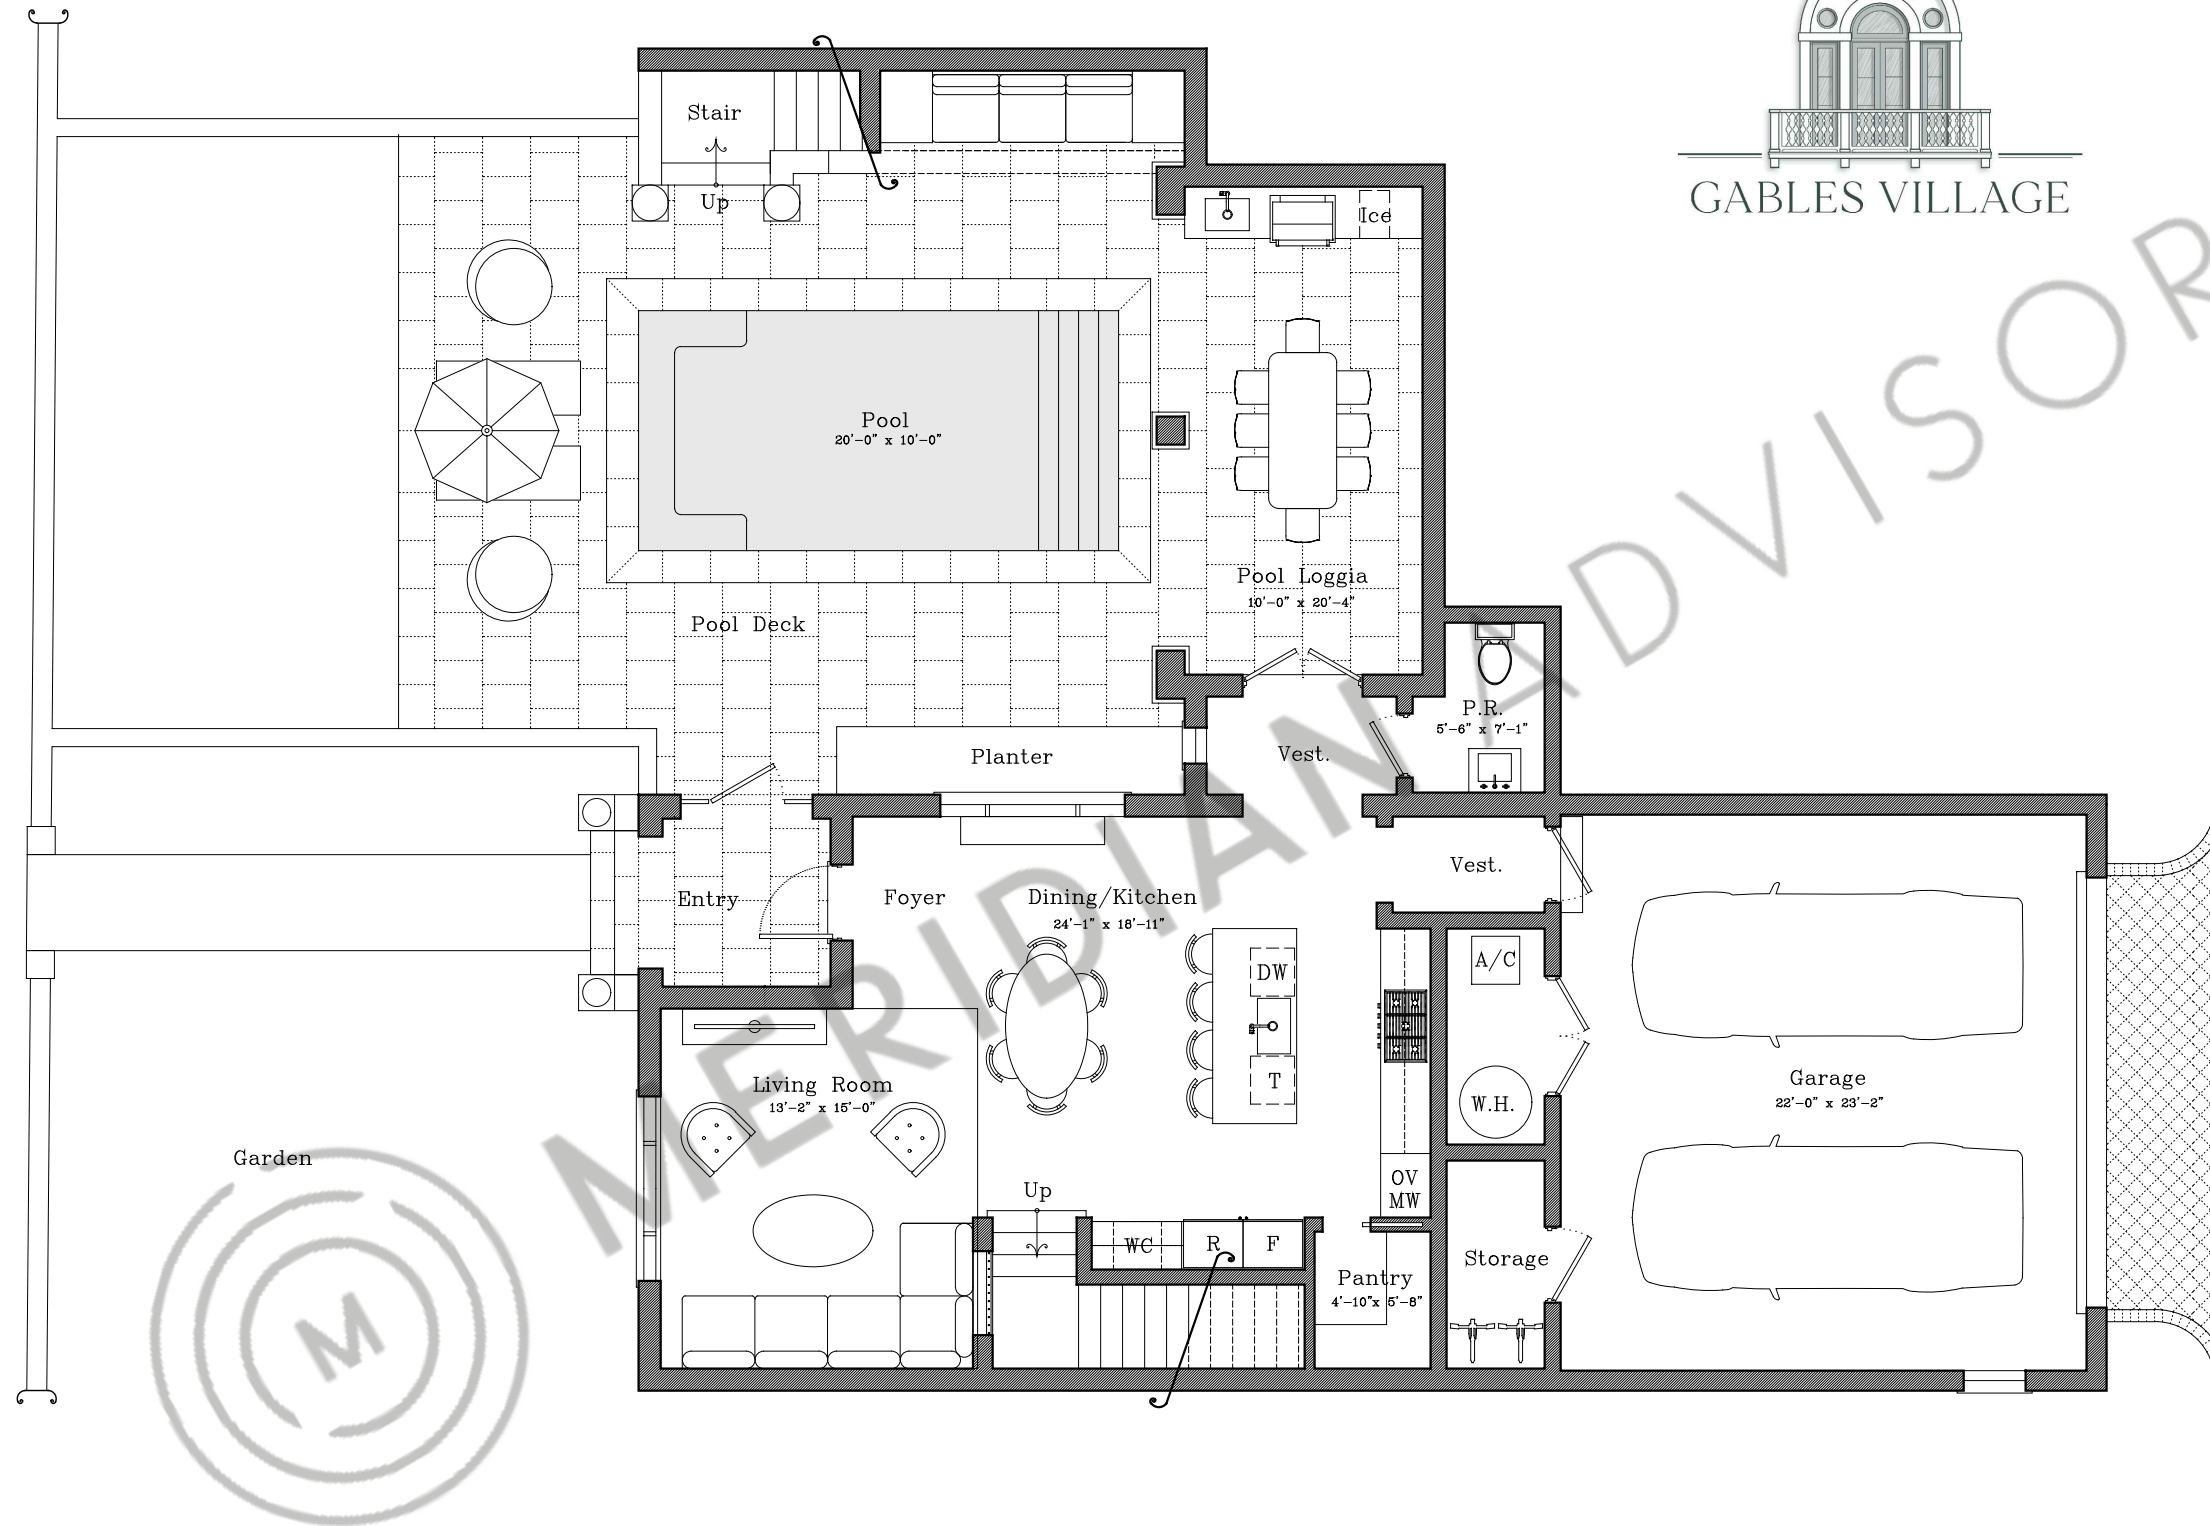 GABLES VILLAGE
Stair
Up
Ice
Pool
20'-0" x 10'-0"
Pool Loggia
10'-0" x 20'-4"
Pool Deck
P.R.
5'-6" x 7'-1"
Planter
Vest.
Vest.
Entry
Foyer
Dining/Kitchen
24'-1" x 18'-11"
DW
A/C
T
Living Room
13'-2" x 15'-0"
Garage
22'-0" x 23'-2"
W.H.
Garden
OV
MW
Up
WC
R
F
Storage
Pantry
4'-10"x 5'-8"
M
MERIDIAN ADVISOR